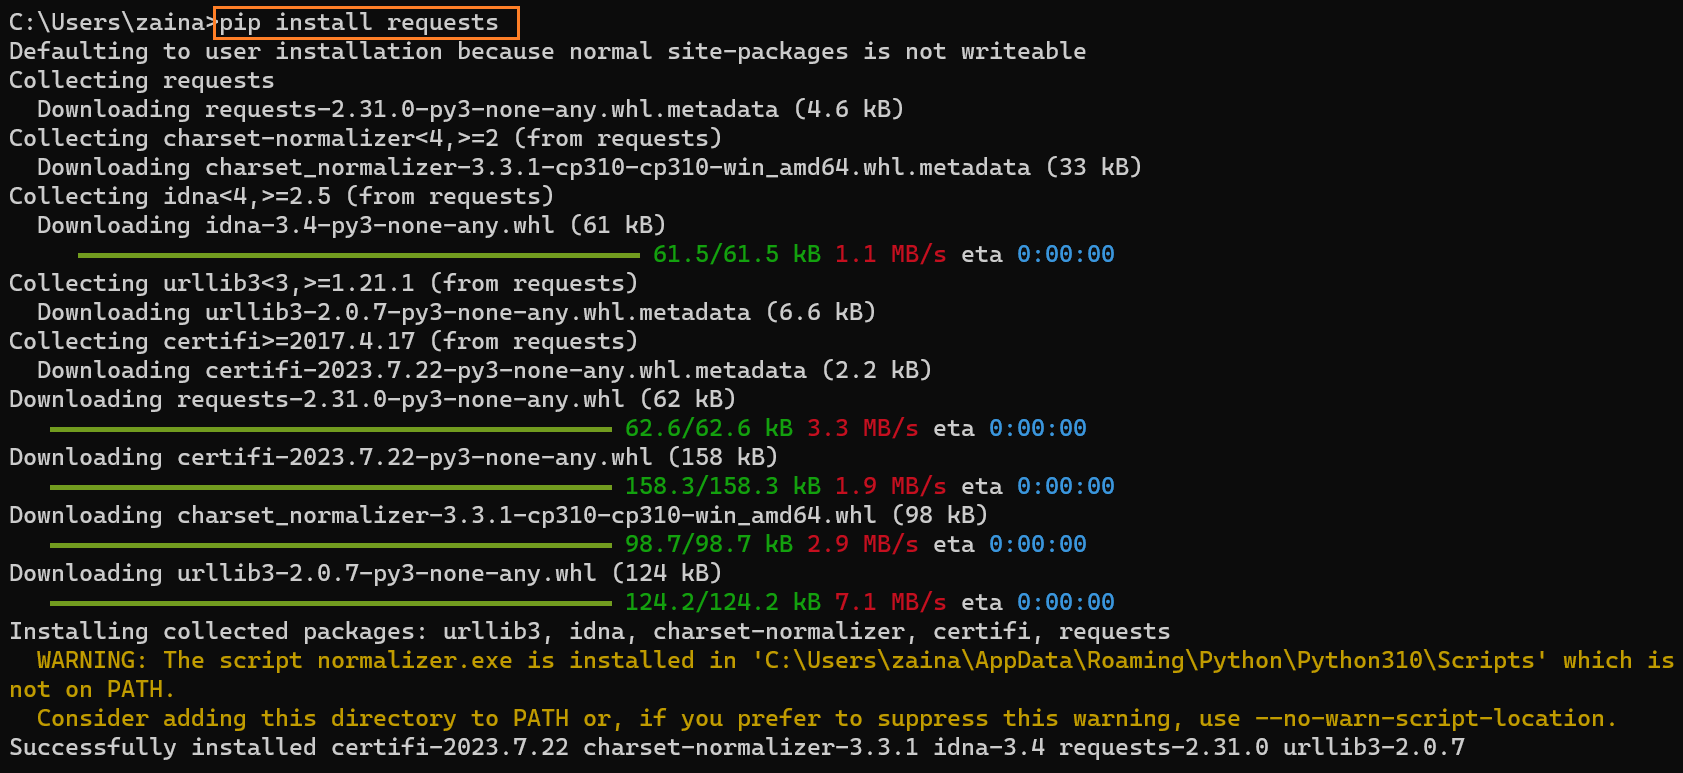 C:\Users\zaina>pip install requests
Defaulting to user installation because normal site-packages is not writeable
Collecting requests
  Downloading requests-2.31.0-py3-none-any.whl.metadata (4.6 kB)
Collecting charset-normalizer<4,>=2 (from requests)
  Downloading charset_normalizer-3.3.1-cp310-cp310-win_amd64.whl.metadata (33 kB)
Collecting idna<4,>=2.5 (from requests)
  Downloading idna-3.4-py3-none-any.whl (61 kB)
61.5/61.5 kB 1.1 MB/s eta 0:00:00
Collecting urllib3<3,>=1.21.1 (from requests)
  Downloading urllib3-2.0.7-py3-none-any.whl.metadata (6.6 kB)
Collecting certifi>=2017.4.17 (from requests)
  Downloading certifi-2023.7.22-py3-none-any.whl.metadata (2.2 kB)
Downloading requests-2.31.0-py3-none-any.whl (62 kB)
62.6/62.6 kB 3.3 MB/s eta 0:00:00
Downloading certifi-2023.7.22-py3-none-any.whl (158 kB)
158.3/158.3 kB 1.9 MB/s eta 0:00:00
Downloading charset_normalizer-3.3.1-cp310-cp310-win_amd64.whl (98 kB)
98.7/98.7 kB 2.9 MB/s eta 0:00:00
Downloading urllib3-2.0.7-py3-none-any.whl (124 kB)
124.2/124.2 kB 7.1 MB/s eta 0:00:00
Installing collected packages: urllib3, idna, charset-normalizer, certifi, requests
  WARNING: The script normalizer.exe is installed in 'C:\Users\zaina\AppData\Roaming\Python\Python310\Scripts' which is
not on PATH.
  Consider adding this directory to PATH or, if you prefer to suppress this warning, use --no-warn-script-location.
Successfully installed certifi-2023.7.22 charset-normalizer-3.3.1 idna-3.4 requests-2.31.0 urllib3-2.0.7